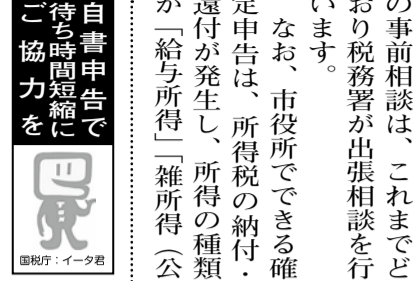 の事前相談は、これまでど
おり税務署が出張相談を行
います。
なお、市役所でできる確
定申告は、所得税の納付・
還付が発生し、所得の種類
が「給与所得」「雑所得（公
自書申告で
待ち時間短縮に
ご協力を
国税庁：イータ君